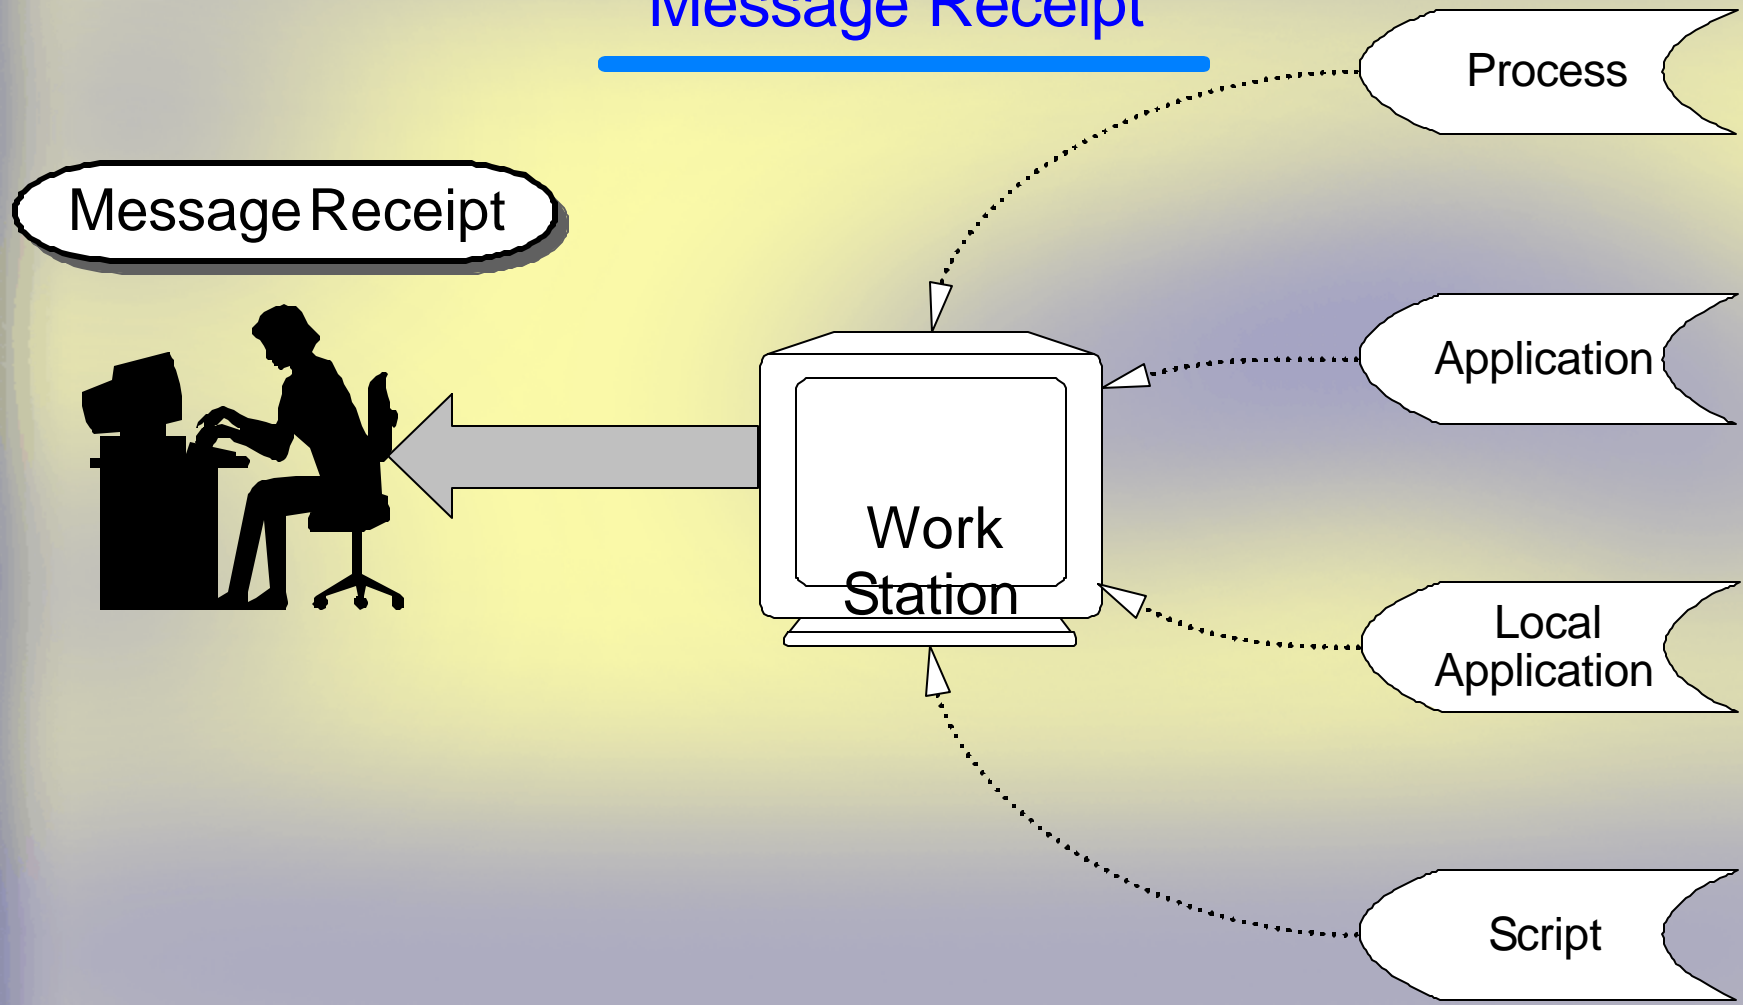 Message Receipt
Process
Message Receipt
Application
Work
Station
Local
Application
Script